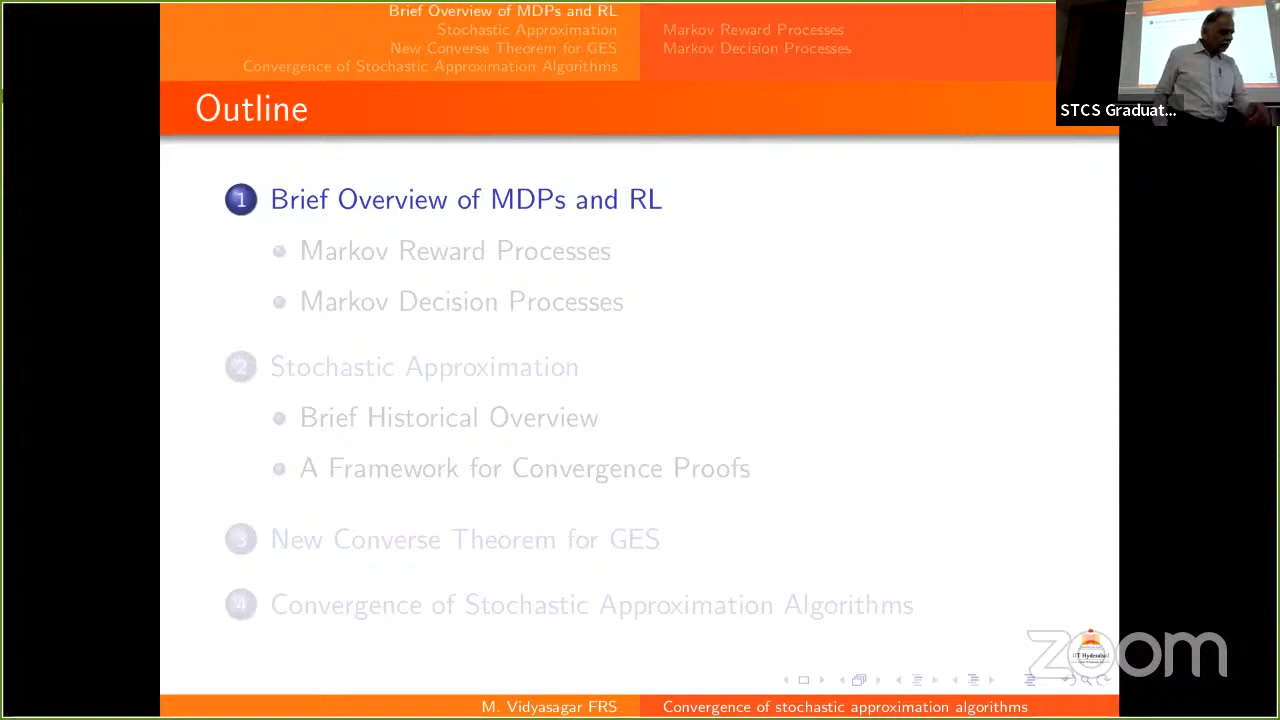 Brief Overview of MDPs and RL
Stochastic Approximation
New Converse Theorem for GES
Convergence of Stochastic Approximation Algorithms
Markov Reward Processes
Markov Decision Processes
STCS Graduat...
Outline
1 Brief Overview of MDPs and RL
Markov Reward Processes
Markov Decision Processes
2 Stochastic Approximation
Brief Historical Overview
A Framework for Convergence Proofs
3 New Converse Theorem for GES
4 Convergence of Stochastic Approximation Algorithms
IIT Hyderabad
zoom
M. Vidyasagar FRS
Convergence of stochastic approximation algorithms